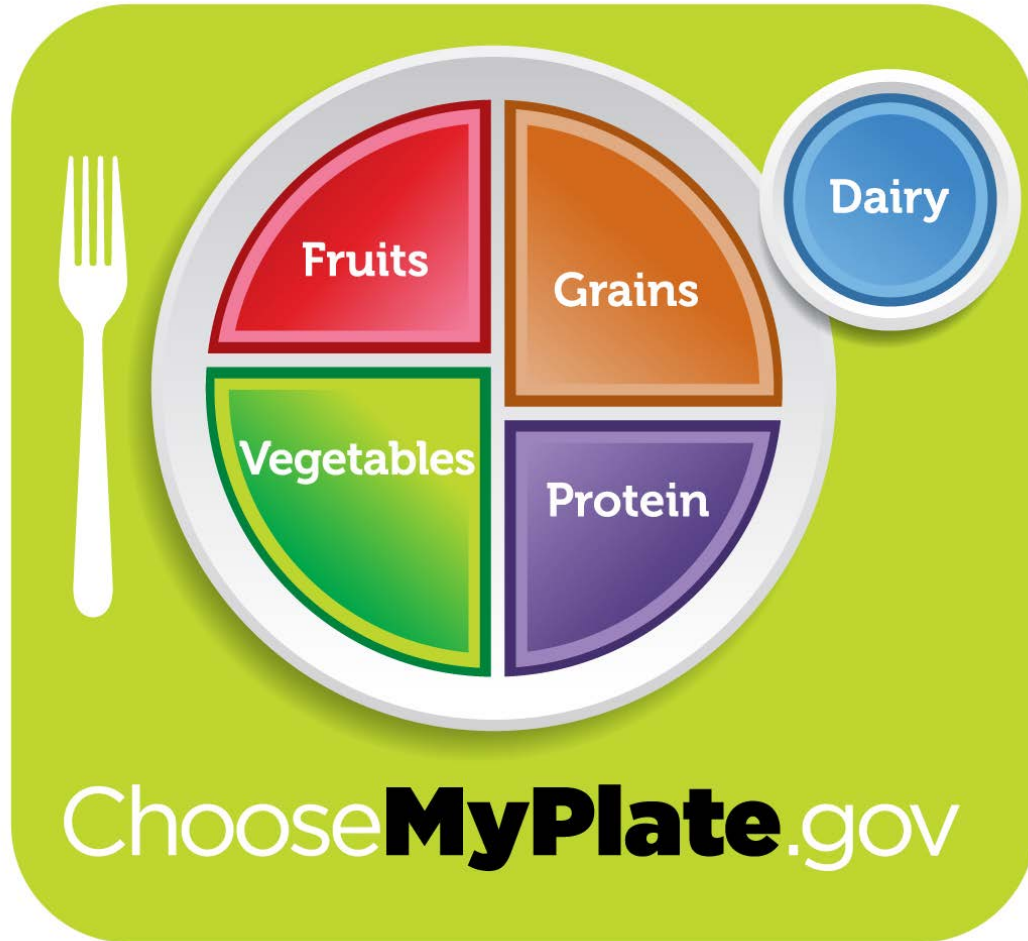 Fruits
Grains
Dairy
Vegetables
Protein
ChooseMyPlate.gov